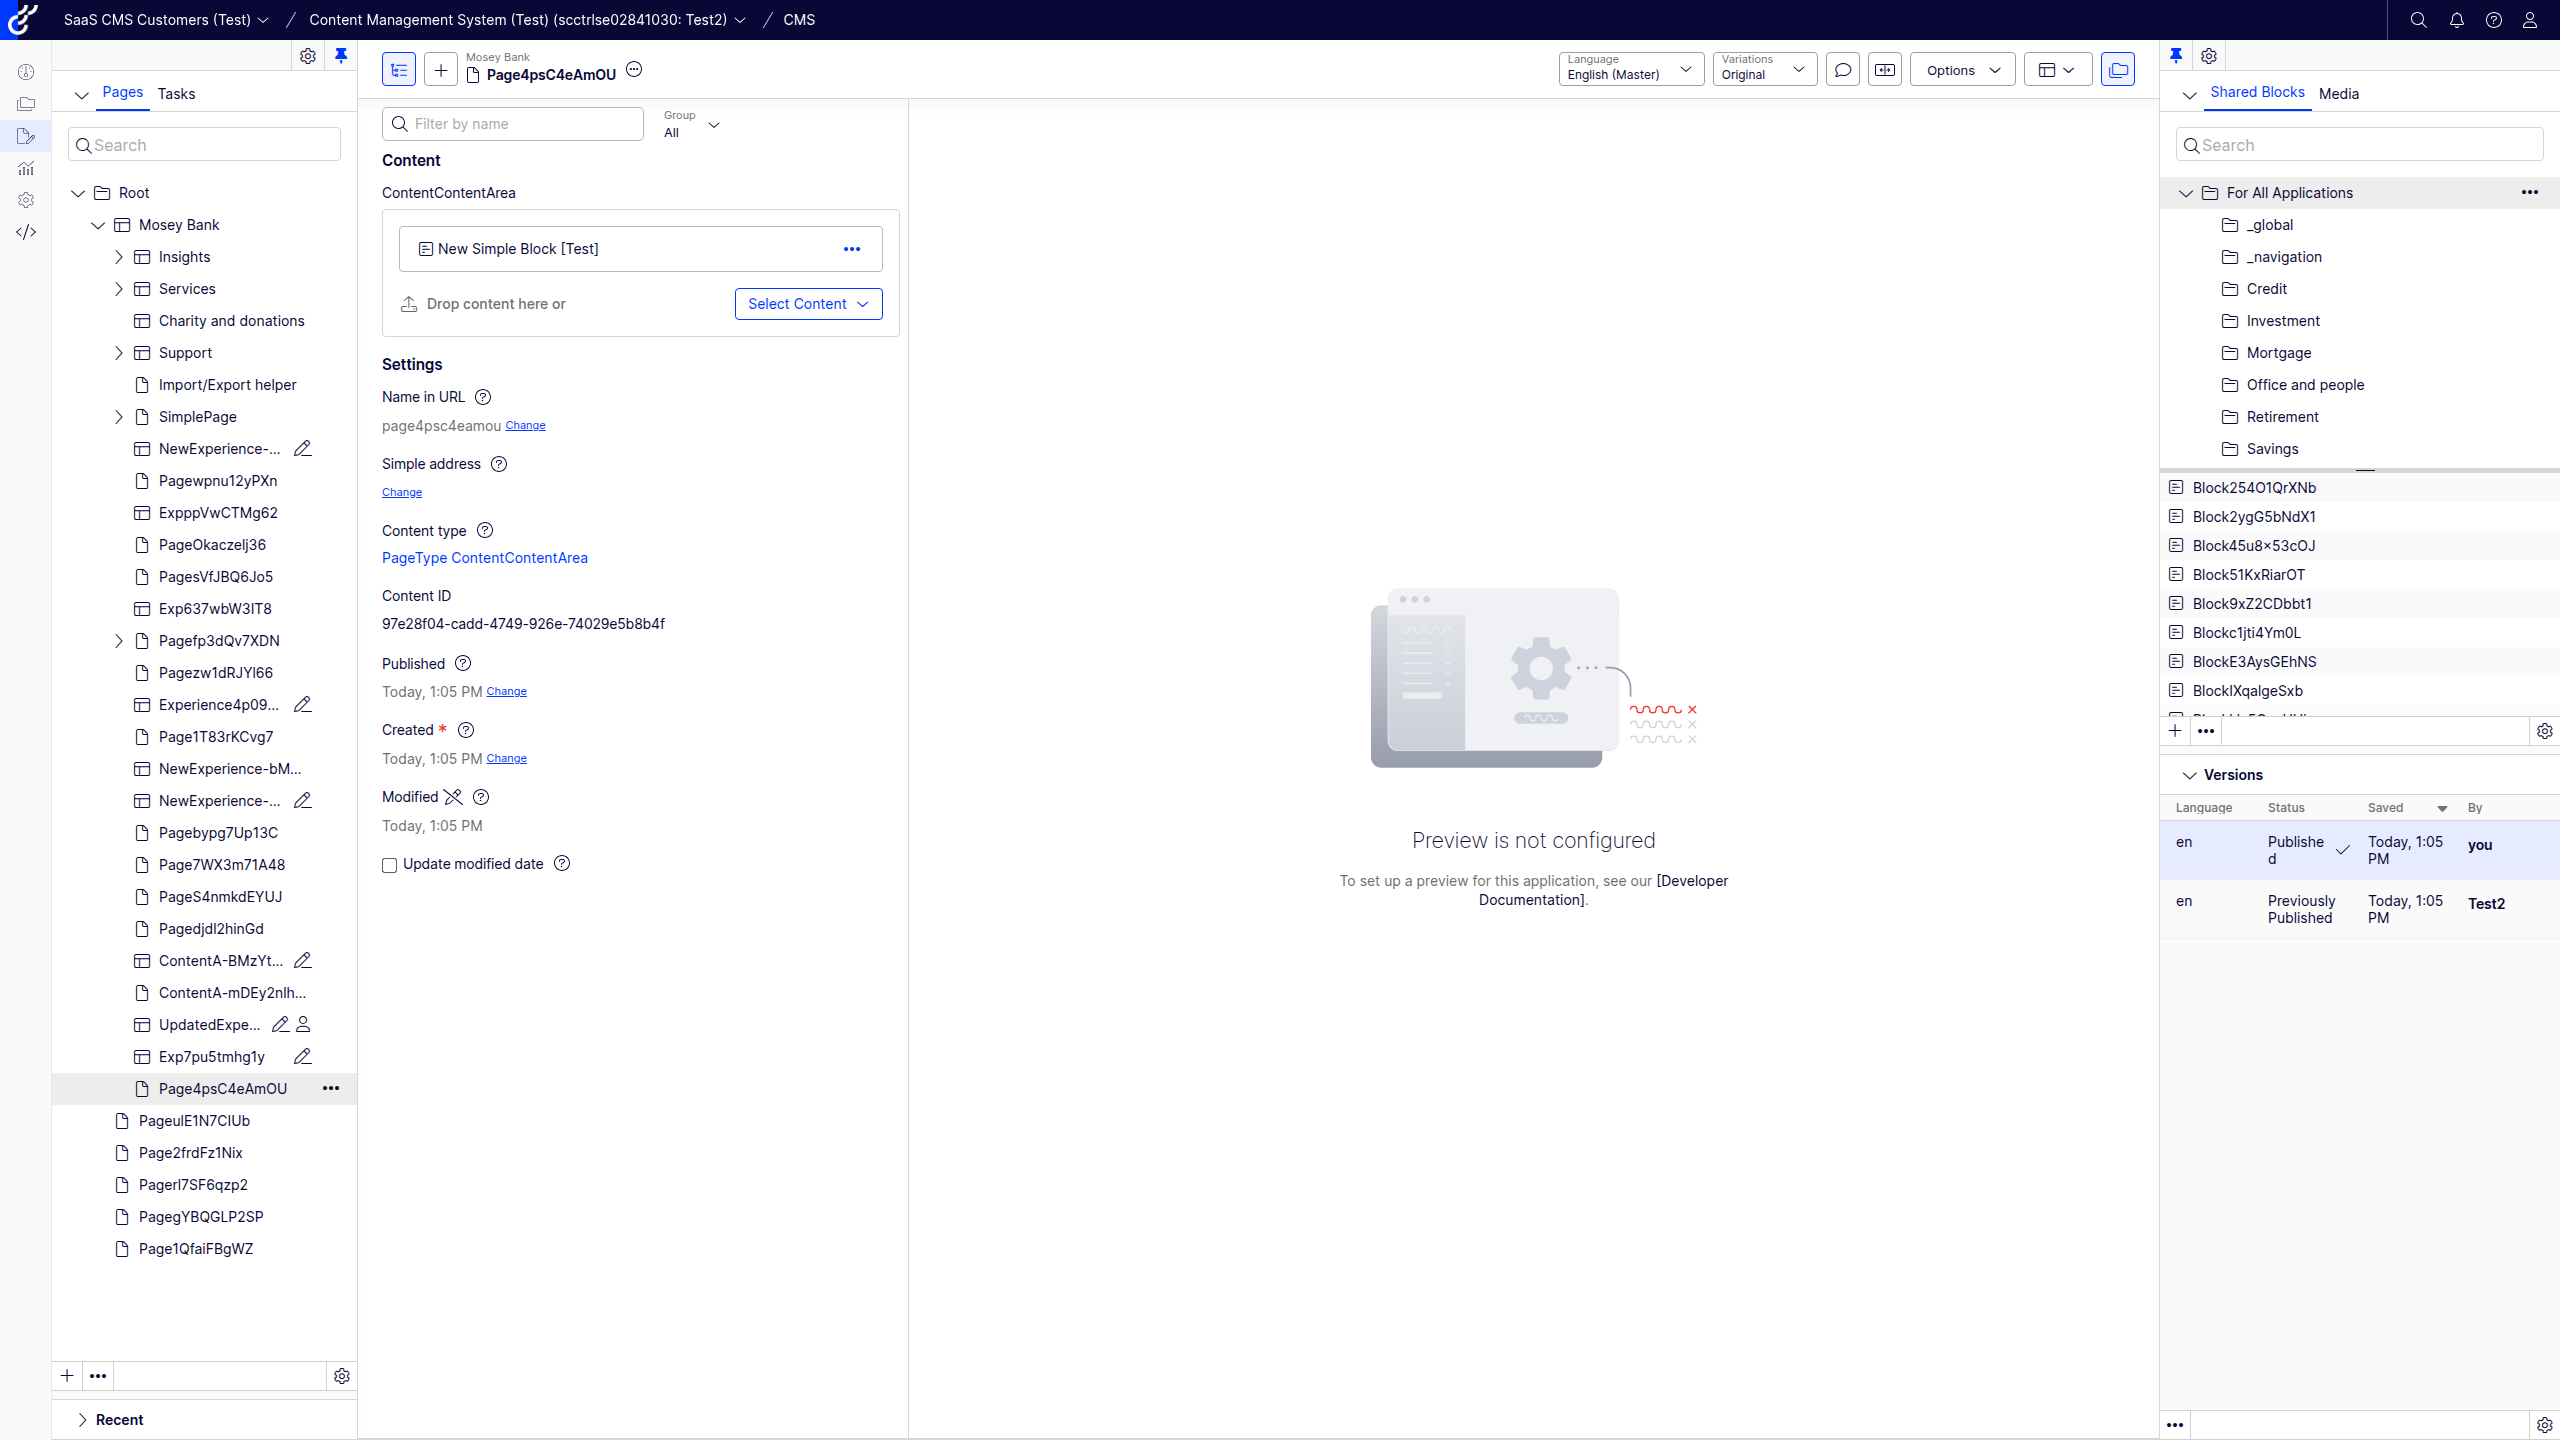 SaaS CMS Customers (Test)
Content Management System (Test) (scctrlse02841030: Test2)
CMS
Pages
Tasks
Search
Root
Mosey Bank
Insights
Services
Charity and donations
Support
Import/Export helper
SimplePage
NewExperience-...
Pagewpnu12yPXn
ExpppVwCTMg62
PageOkaczelj36
PagesVfJBQ6Jo5
Exp637wbW3IT8
Pagefp3dQv7XDN
Pagezw1dRJYl66
Experience4p09...
Page1T83rKCvg7
NewExperience-bM...
NewExperience-...
Pagebypg7Up13C
Page7WX3m71A48
PageS4nmkdEYUJ
Pagedjdl2hinGd
ContentA-BMzYt...
ContentA-mDEy2nlh...
UpdatedExpe...
Exp7pu5tmhg1y
Page4psC4eAmOU
PageulE1N7ClUb
Page2frdFz1Nix
Pagerl7SF6qzp2
PagegYBQGLP2SP
Page1QfaiFBgWZ
Recent
Mosey Bank
Page4psC4eAmOU
Language
English (Master)
Variations
Original
Options
Filter by name
Group
All
Content
ContentContentArea
New Simple Block [Test]
Drop content here or
Select Content
Settings
Name in URL
page4psc4eamou Change
Simple address
Change
Content type
PageType ContentContentArea
Content ID
97e28f04-cadd-4749-926e-74029e5b8b4f
Published
Today, 1:05 PM Change
Created *
Today, 1:05 PM Change
Modified
Today, 1:05 PM
Update modified date
Preview is not configured
To set up a preview for this application, see our [Developer
Documentation].
Shared Blocks
Media
Search
For All Applications
_global
_navigation
Credit
Investment
Mortgage
Office and people
Retirement
Savings
Block254O1QrXNb
Block2ygG5bNdX1
Block45u8x53cOJ
Block51KxRiarOT
Block9xZ2CDbbt1
Blockc1jti4Ym0L
BlockE3AysGEhNS
BlocklXqalgeSxb
Versions
Language Status Saved By
en Publishe Today, 1:05 you
d PM
en Previously Today, 1:05 Test2
Published PM